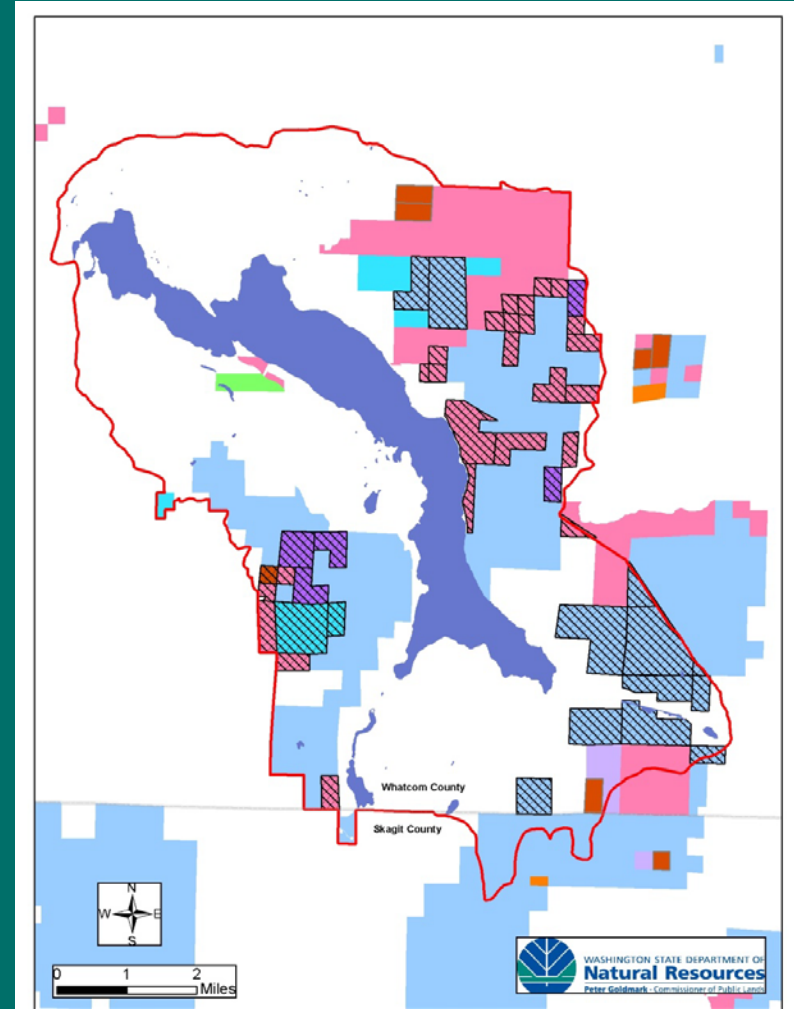 Whatcom County
Skagit County
N
W E
S
0 1 2
Miles
WASHINGTON STATE DEPARTMENT OF
Natural Resources
Peter Goldmark - Commissioner of Public Lands